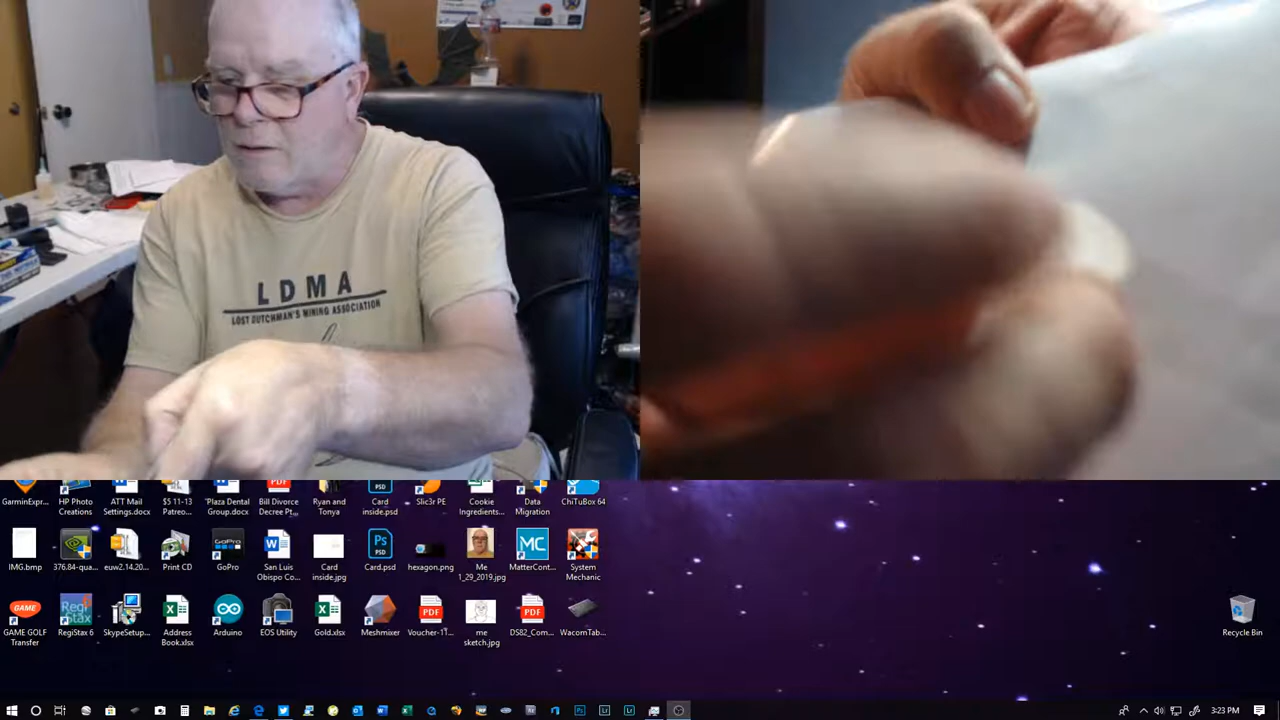 L D M A
LOST DUTCHMAN'S MINING ASSOCIATION
GarminExpr...
HP Photo Creations
ATT Mail Settings.docx
$5 11-13 Patreo...
"Plaza Dental Group.docx
Bill Divorce Decree Pt...
Ryan and Tonya
Card inside.psd
Slic3r PE
Cookie Ingredients...
Data Migration
ChiTuBox 64
IMG.bmp
376.84-qua...
euw2.14.20...
Print CD
GoPro
San Luis Obispo Co...
Card inside.jpg
Card.psd
hexagon.png
Me 1_29_2019.jpg
MatterCont...
System Mechanic
GAME GOLF Transfer
RegiStax 6
SkypeSetup...
Address Book.xlsx
Arduino
EOS Utility
Gold.xlsx
Meshmixer
Voucher-1T...
me sketch.jpg
DS82_Com...
WacomTab...
Recycle Bin
3:23 PM